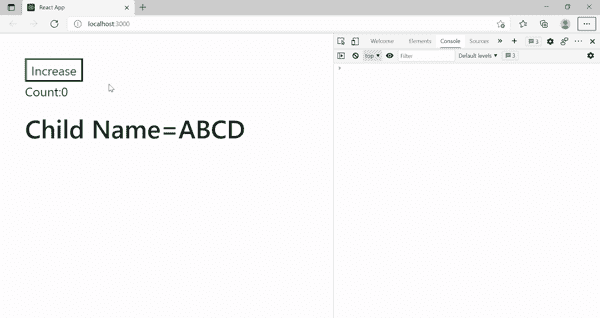 React App
localhost:3000
Welcome Elements Console Sources
3
top Filter Default levels 3
Increase
Count:0
Child Name=ABCD